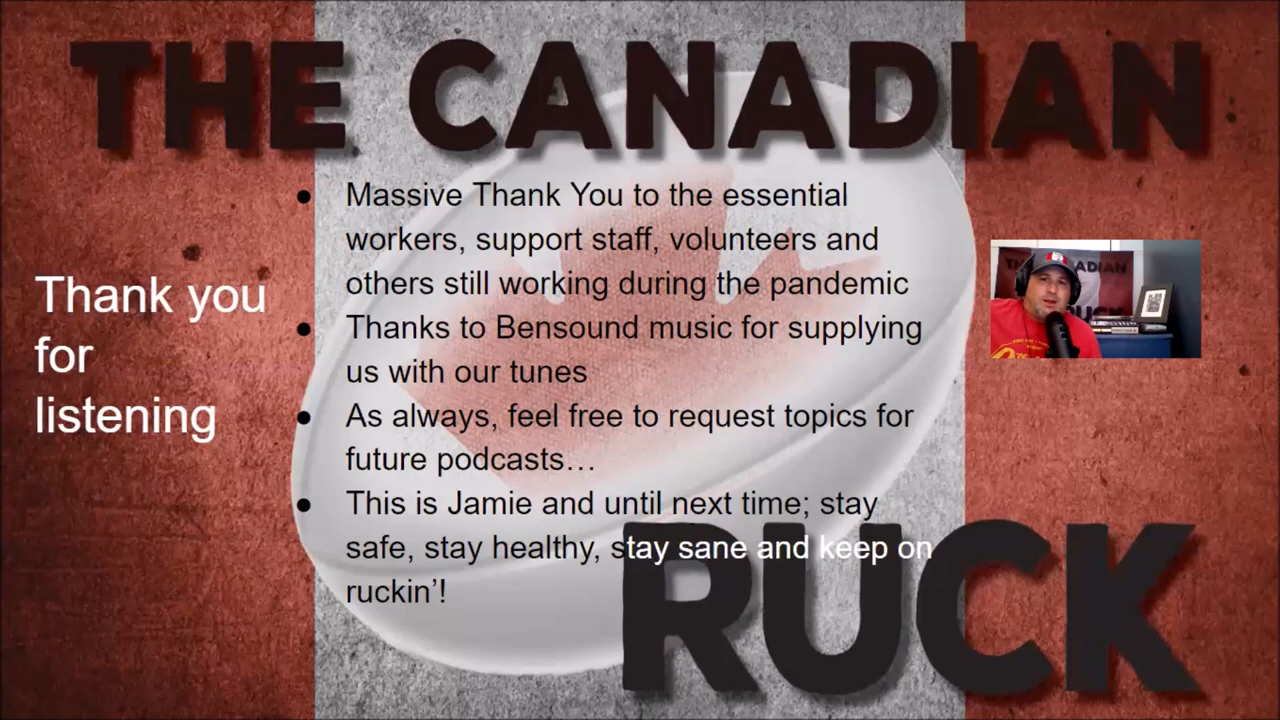 THE CANADIAN
Massive Thank You to the essential
workers, support staff, volunteers and
others still working during the pandemic
Thanks to Bensound music for supplying
us with our tunes
As always, feel free to request topics for
future podcasts…
This is Jamie and until next time; stay
safe, stay healthy, stay sane and keep on
ruckin’!
Thank you
for
listening
RUCK